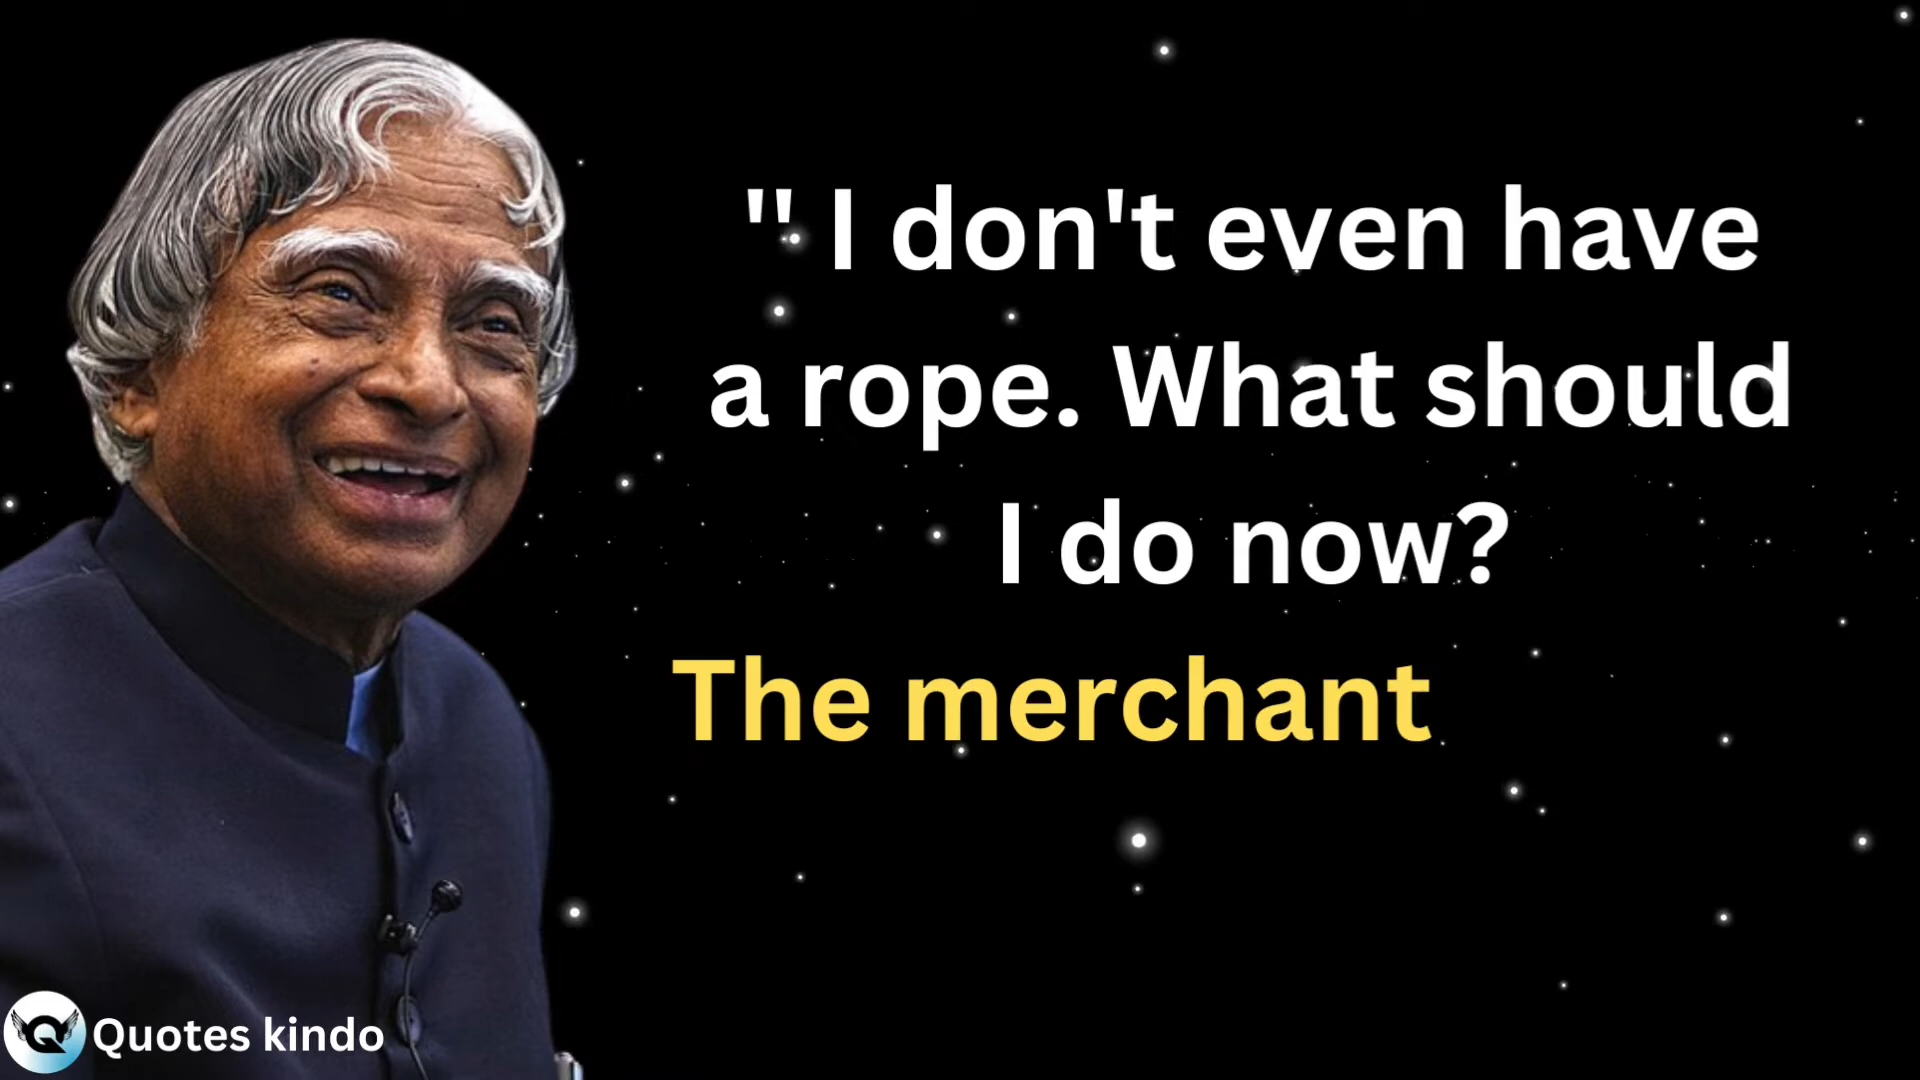 " I don't even have
a rope. What should
I do now?
The merchant
Quotes kindo